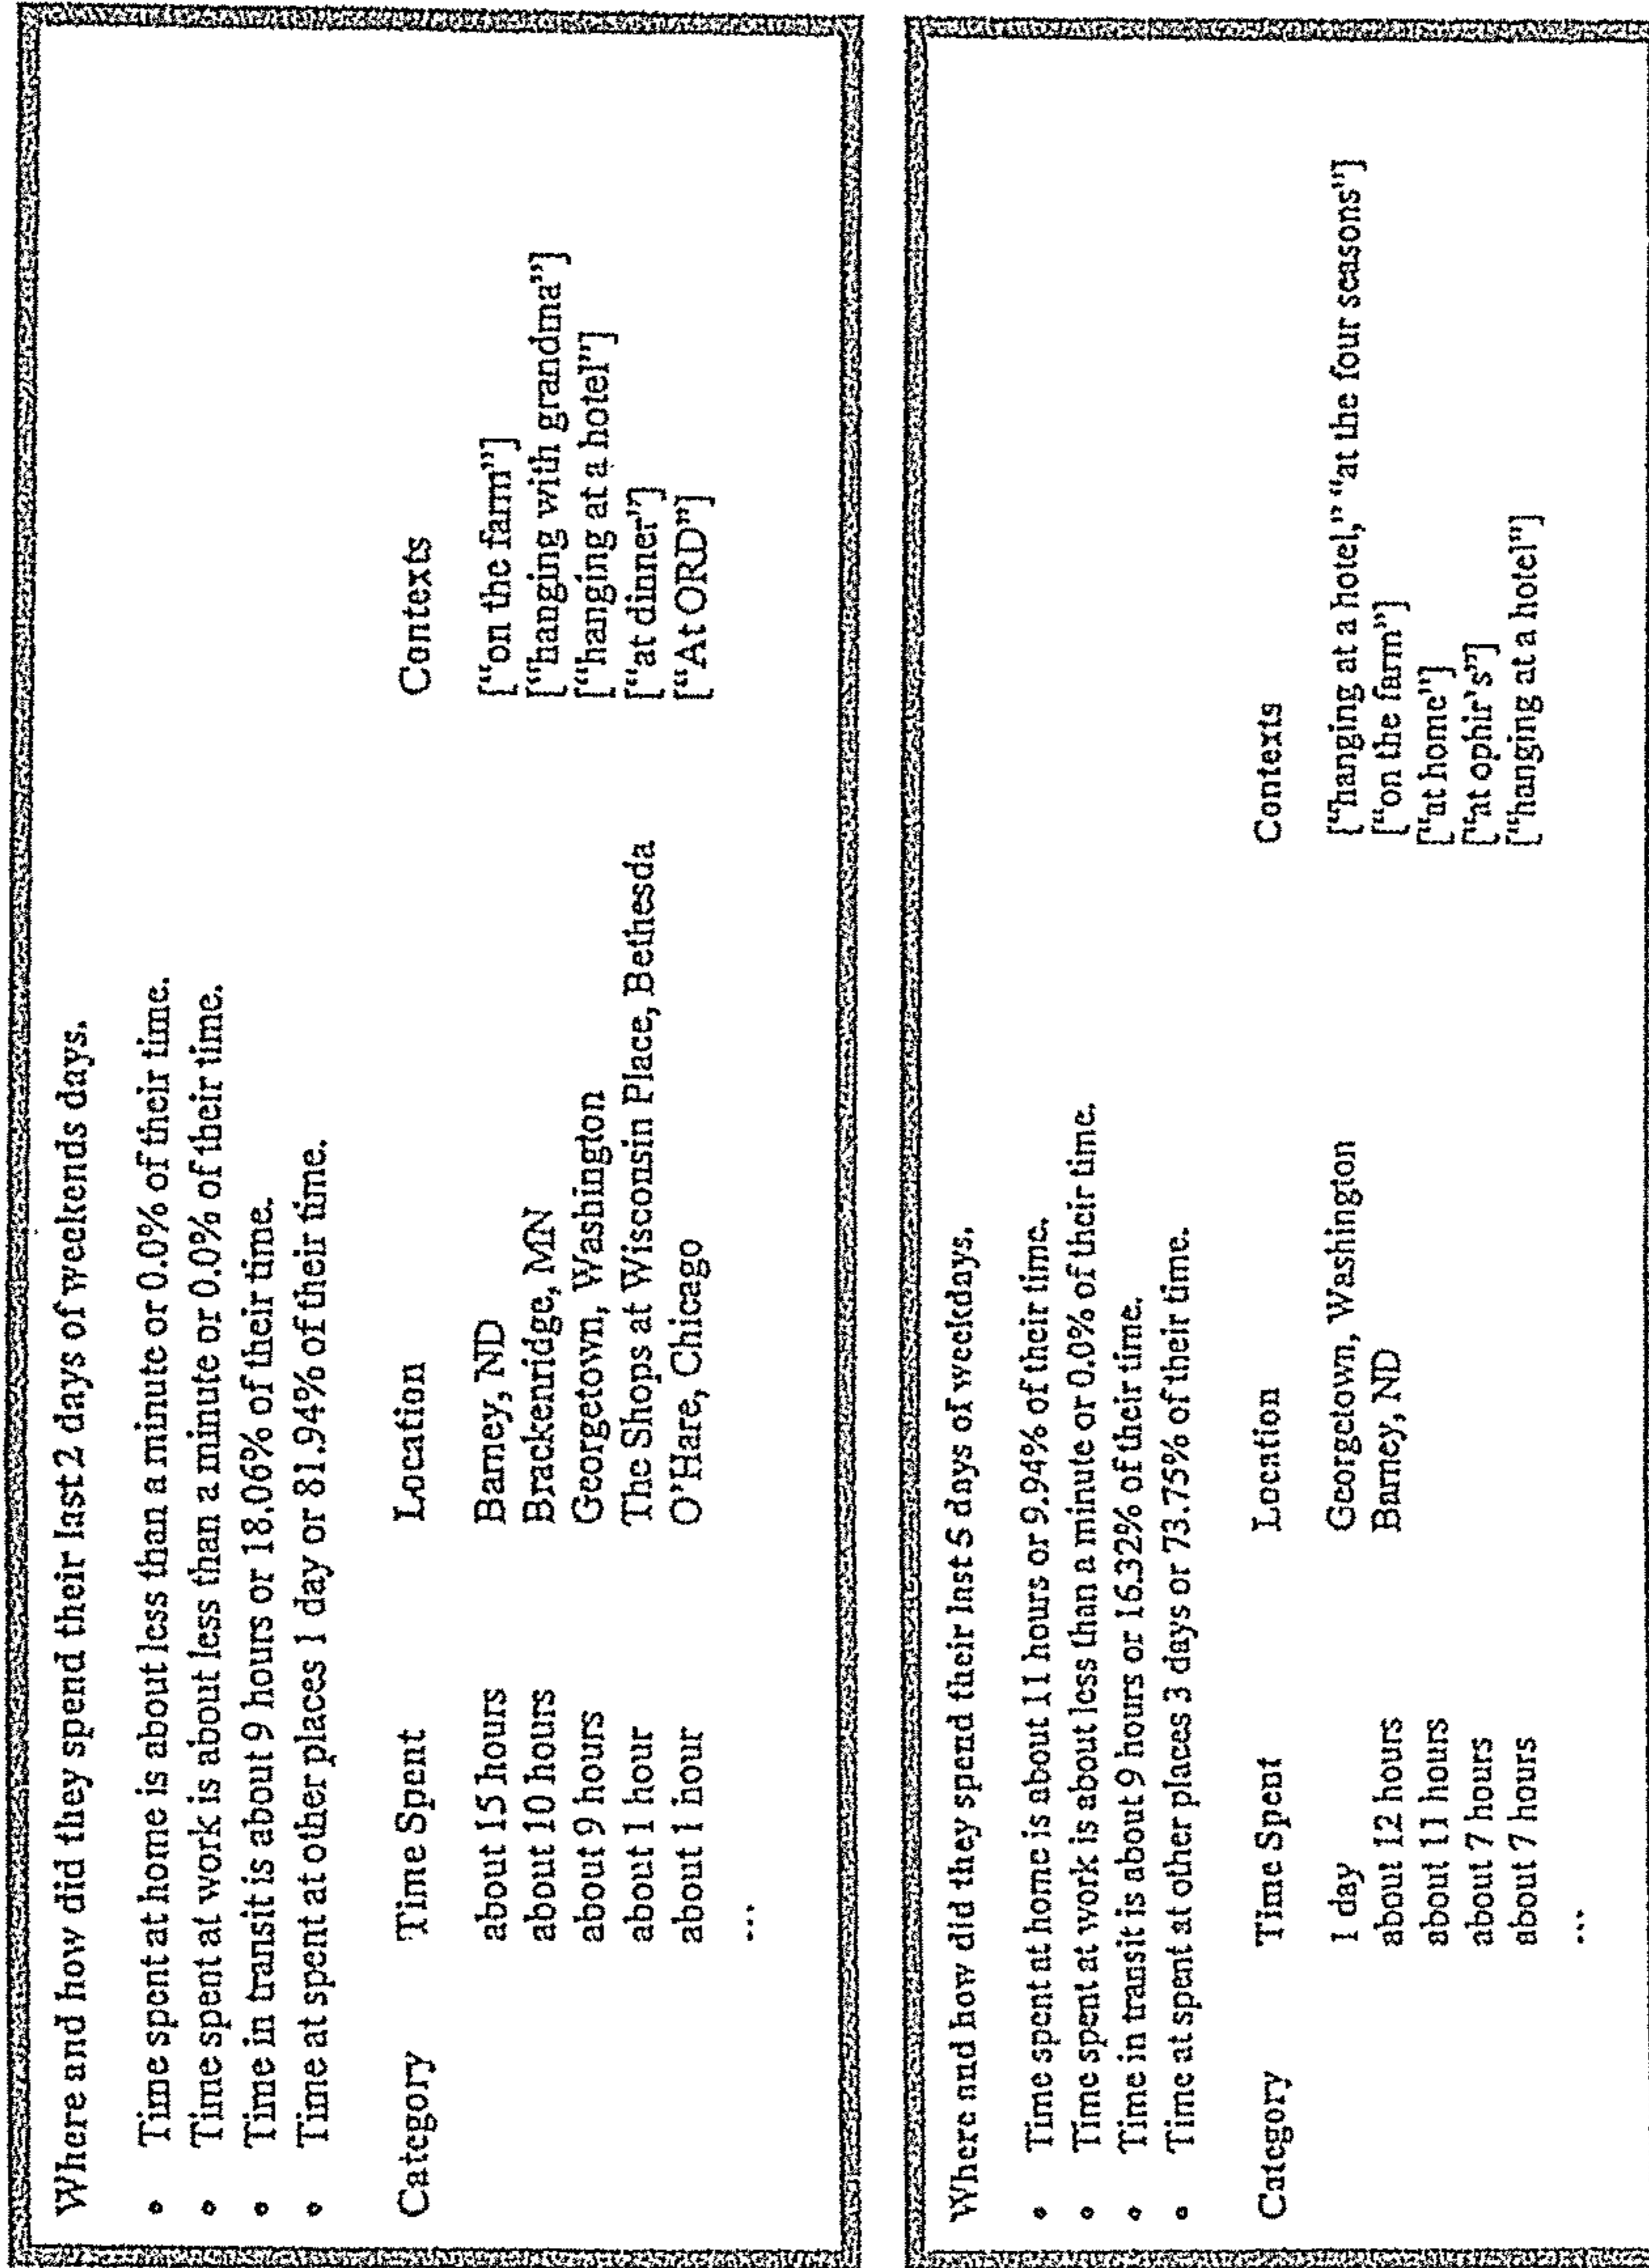 Where and how did they spend their last 2 days of weekends days.
• Time spent at home is about less than a minute or 0.0% of their time.
• Time spent at work is about less than a minute or 0.0% of their time.
• Time in transit is about 9 hours or 18.06% of their time.
• Time at spent at other places 1 day or 81.94% of their time.
Category Time Spent Location Contexts
about 15 hours Barney, ND ["on the farm"]
about 10 hours Brackenridge, MN ["hanging with grandma"]
about 9 hours Georgetown, Washington ["hanging at a hotel"]
about 1 hour The Shops at Wisconsin Place, Bethesda ["at dinner"]
about 1 hour O'Hare, Chicago ["At ORD"]
...
Where and how did they spend their last 5 days of weekdays.
• Time spent at home is about 11 hours or 9.94% of their time.
• Time spent at work is about less than a minute or 0.0% of their time.
• Time in transit is about 9 hours or 16.32% of their time.
• Time at spent at other places 3 days or 73.75% of their time.
Category Time Spent Location Contexts
1 day Georgetown, Washington ["hanging at a hotel," "at the four seasons"]
about 12 hours Barney, ND ["on the farm"]
about 11 hours ["at home"]
about 7 hours ["at ophir's"]
about 7 hours ["hanging at a hotel"]
...